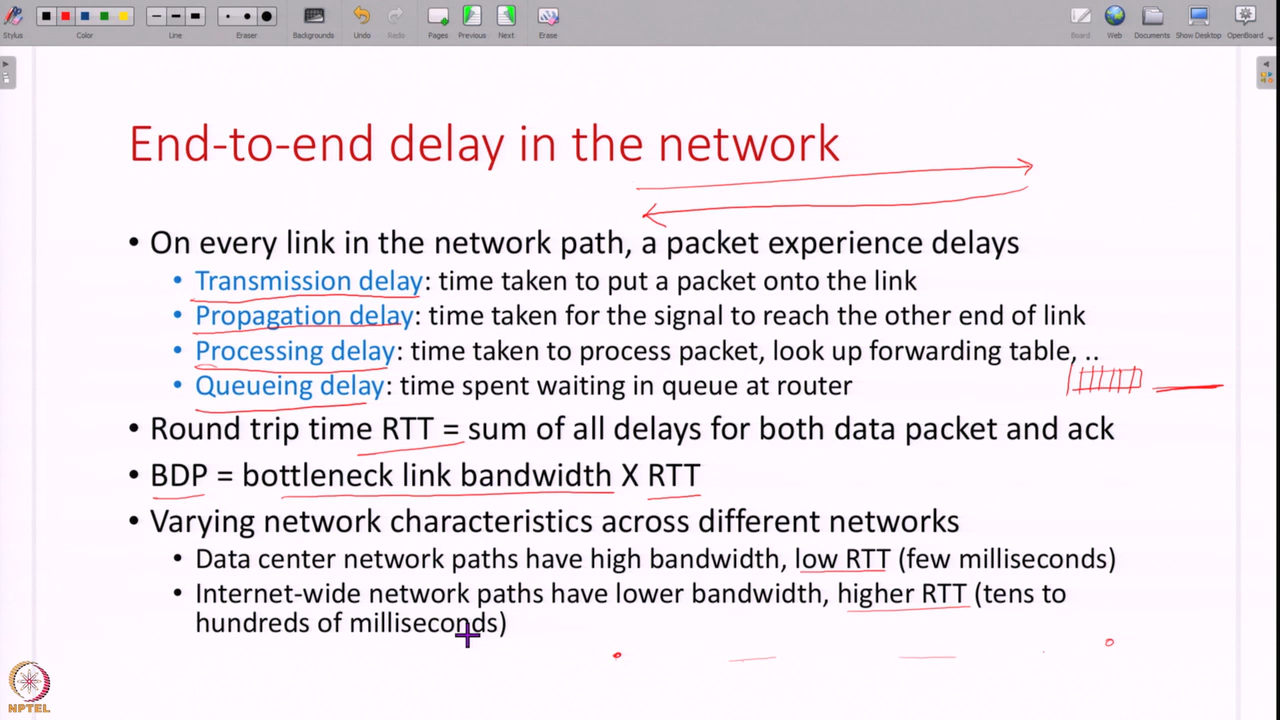 Stylus Color Line Eraser Backgrounds Undo Redo Pages Previous Next Erase Board Web Documents Show Desktop OpenBoard
End-to-end delay in the network
• On every link in the network path, a packet experience delays
• Transmission delay: time taken to put a packet onto the link
• Propagation delay: time taken for the signal to reach the other end of link
• Processing delay: time taken to process packet, look up forwarding table, ..
• Queueing delay: time spent waiting in queue at router
• Round trip time RTT = sum of all delays for both data packet and ack
• BDP = bottleneck link bandwidth X RTT
• Varying network characteristics across different networks
• Data center network paths have high bandwidth, low RTT (few milliseconds)
• Internet-wide network paths have lower bandwidth, higher RTT (tens to
hundreds of milliseconds)
NPTEL